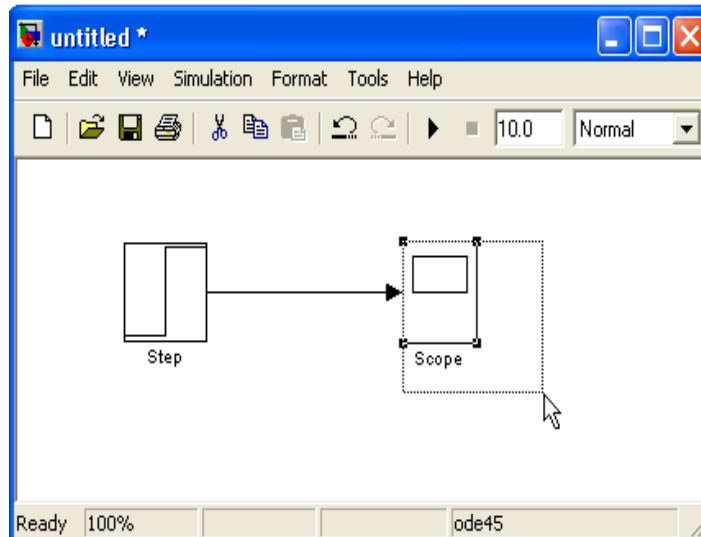 untitled *
File Edit View Simulation Format Tools Help
10.0 Normal
Step
Scope
Ready 100% ode45